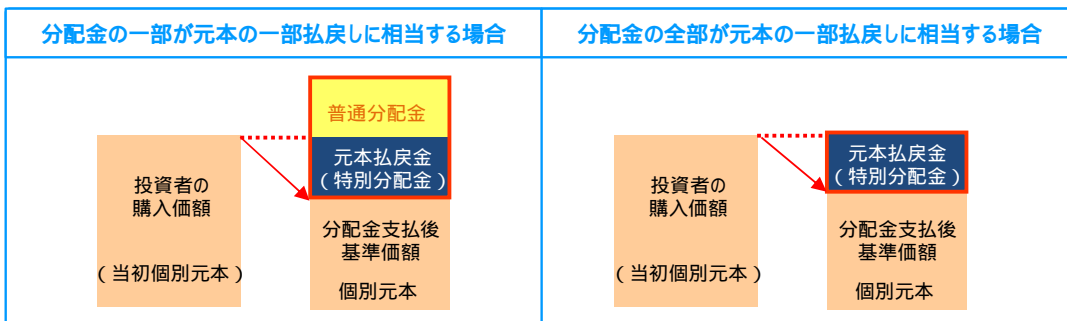 分配金の一部が元本の一部払戻しに相当する場合
普通分配金
元本払戻金
(特別分配金)
投資者の
購入価額
(当初個別元本)
分配金支払後
基準価額
個別元本
分配金の全部が元本の一部払戻しに相当する場合
元本払戻金
(特別分配金)
投資者の
購入価額
(当初個別元本)
分配金支払後
基準価額
個別元本